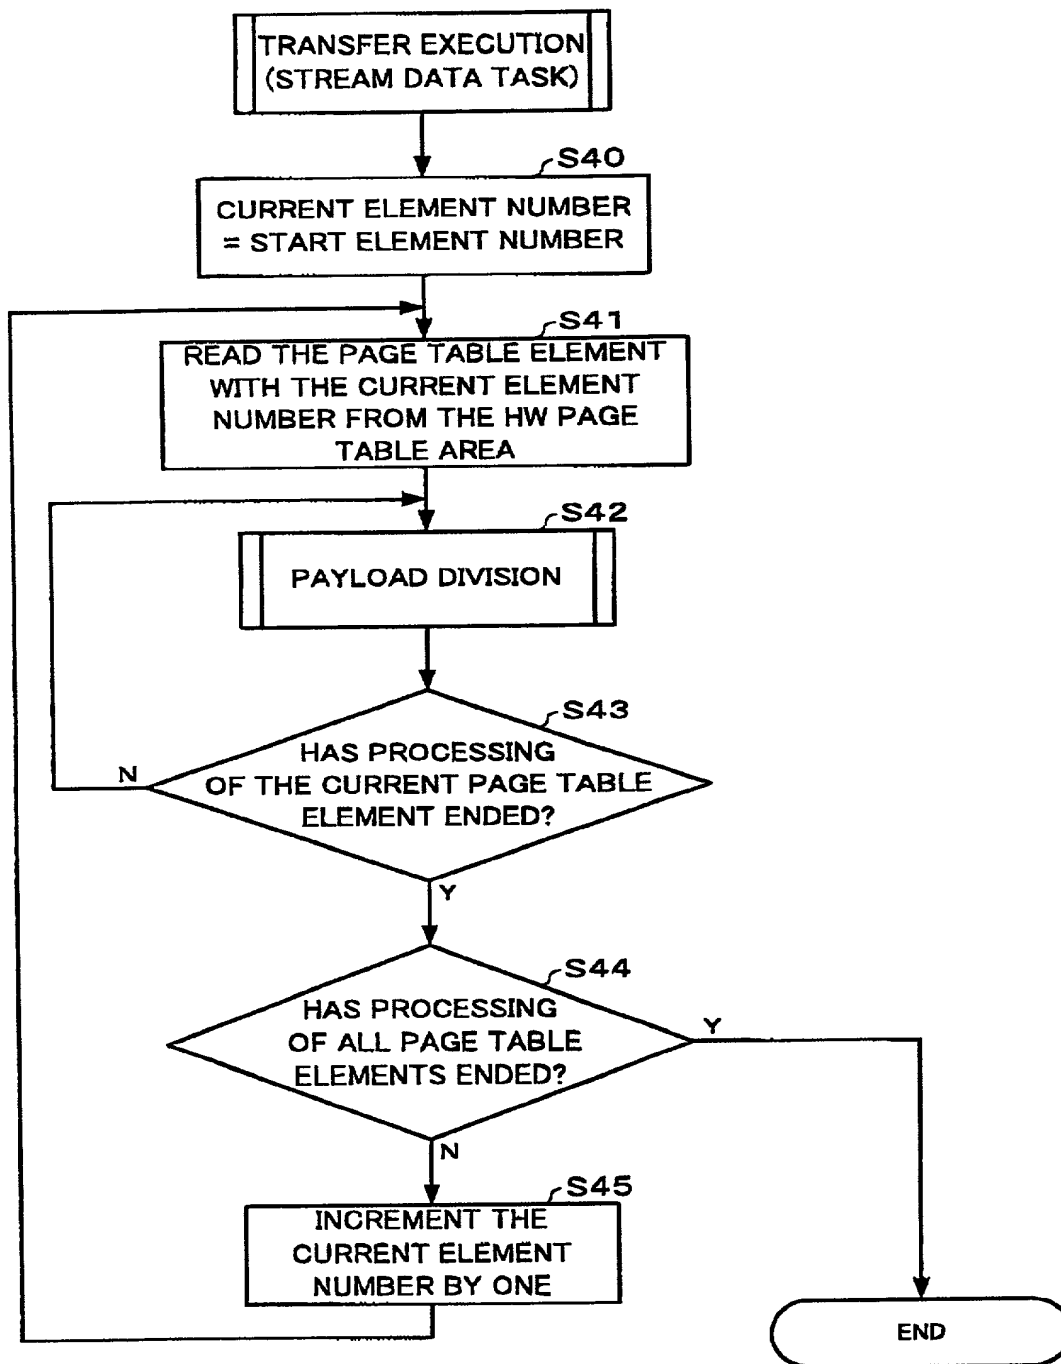 TRANSFER EXECUTION
(STREAM DATA TASK)
S40
CURRENT ELEMENT NUMBER
= START ELEMENT NUMBER
S41
READ THE PAGE TABLE ELEMENT
WITH THE CURRENT ELEMENT
NUMBER FROM THE HW PAGE
TABLE AREA
S42
PAYLOAD DIVISION
S43
HAS PROCESSING
OF THE CURRENT PAGE TABLE
ELEMENT ENDED?
N
Y
S44
HAS PROCESSING
OF ALL PAGE TABLE
ELEMENTS ENDED?
Y
N
S45
INCREMENT THE
CURRENT ELEMENT
NUMBER BY ONE
END